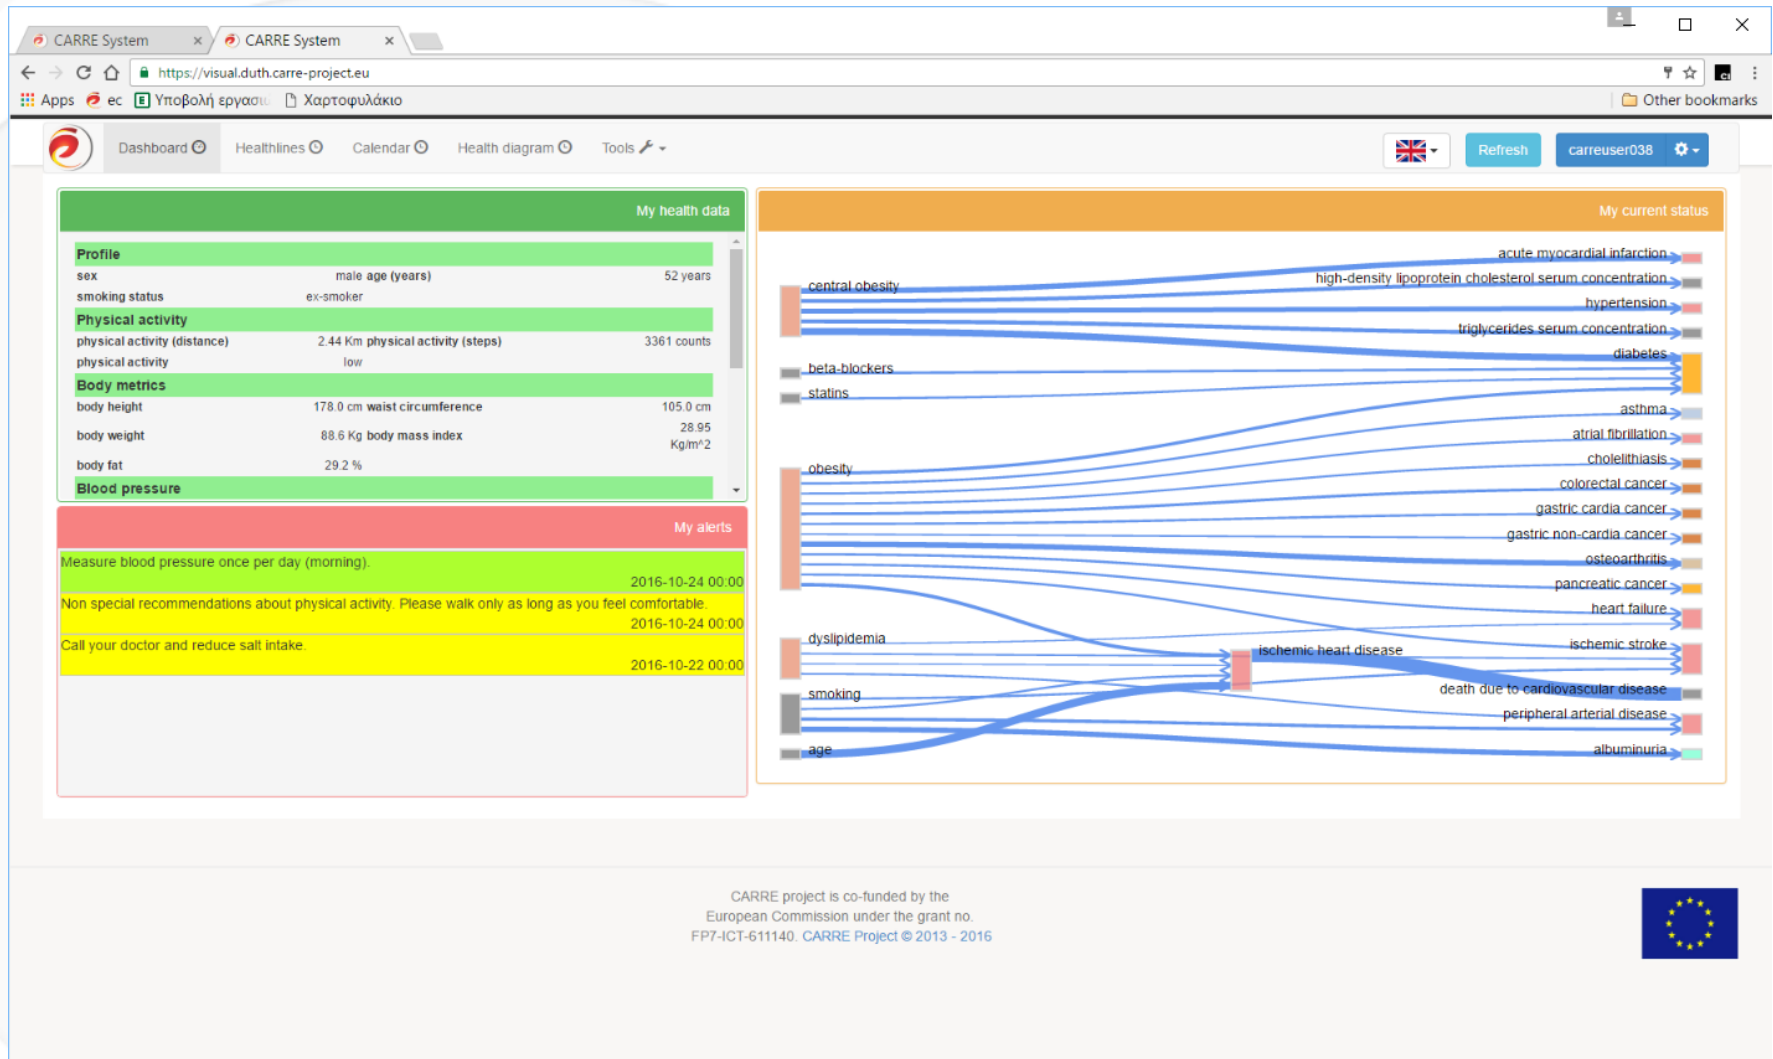 CARRE System
CARRE System
https://visual.duth.carre-project.eu
Apps ec Υποβολή εργασιώ Χαρτοφυλάκιο Other bookmarks
Dashboard Healthlines Calendar Health diagram Tools Refresh carreuser038
My health data
Profile
sex male age (years) 52 years
smoking status ex-smoker
Physical activity
physical activity (distance) 2.44 Km physical activity (steps) 3361 counts
physical activity low
Body metrics
body height 178.0 cm waist circumference 105.0 cm
body weight 88.6 Kg body mass index 28.95 Kg/m^2
body fat 29.2 %
Blood pressure
My alerts
Measure blood pressure once per day (morning).
2016-10-24 00:00
Non special recommendations about physical activity. Please walk only as long as you feel comfortable.
2016-10-24 00:00
Call your doctor and reduce salt intake.
2016-10-22 00:00
My current status
central obesity
beta-blockers
statins
obesity
dyslipidemia
smoking
age
ischemic heart disease
acute myocardial infarction
high-density lipoprotein cholesterol serum concentration
hypertension
triglycerides serum concentration
diabetes
asthma
atrial fibrillation
cholelithiasis
colorectal cancer
gastric cardia cancer
gastric non-cardia cancer
osteoarthritis
pancreatic cancer
heart failure
ischemic stroke
death due to cardiovascular disease
peripheral arterial disease
albuminuria
CARRE project is co-funded by the
European Commission under the grant no.
FP7-ICT-611140. CARRE Project © 2013 - 2016